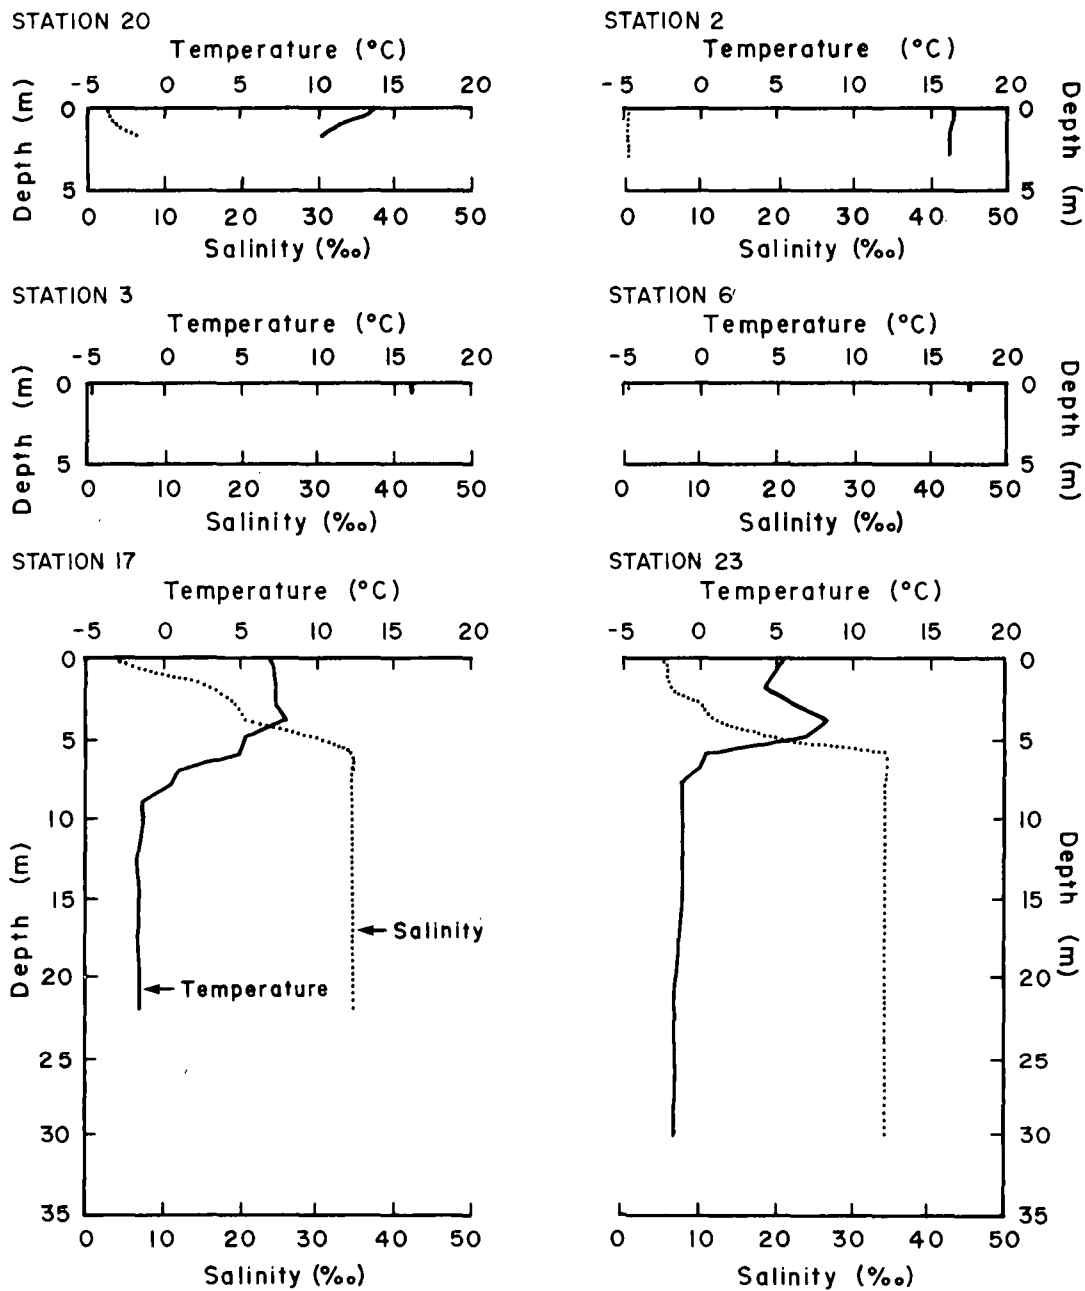 STATION 20
Temperature (°C)
-5 0 5 10 15 20
Depth (m)
0
5
0 10 20 30 40 50
Salinity (‰)
STATION 2
Temperature (°C)
-5 0 5 10 15 20
0
5
Depth (m)
0 10 20 30 40 50
Salinity (‰)
STATION 3
Temperature (°C)
-5 0 5 10 15 20
Depth (m)
0
5
0 10 20 30 40 50
Salinity (‰)
STATION 6
Temperature (°C)
-5 0 5 10 15 20
0
5
Depth (m)
0 10 20 30 40 50
Salinity (‰)
STATION 17
Temperature (°C)
-5 0 5 10 15 20
0
5
10
15
20
25
30
35
Depth (m)
Salinity
Temperature
0 10 20 30 40 50
Salinity (‰)
STATION 23
Temperature (°C)
-5 0 5 10 15 20
0
5
10
15
20
25
30
35
Depth (m)
0 10 20 30 40 50
Salinity (‰)